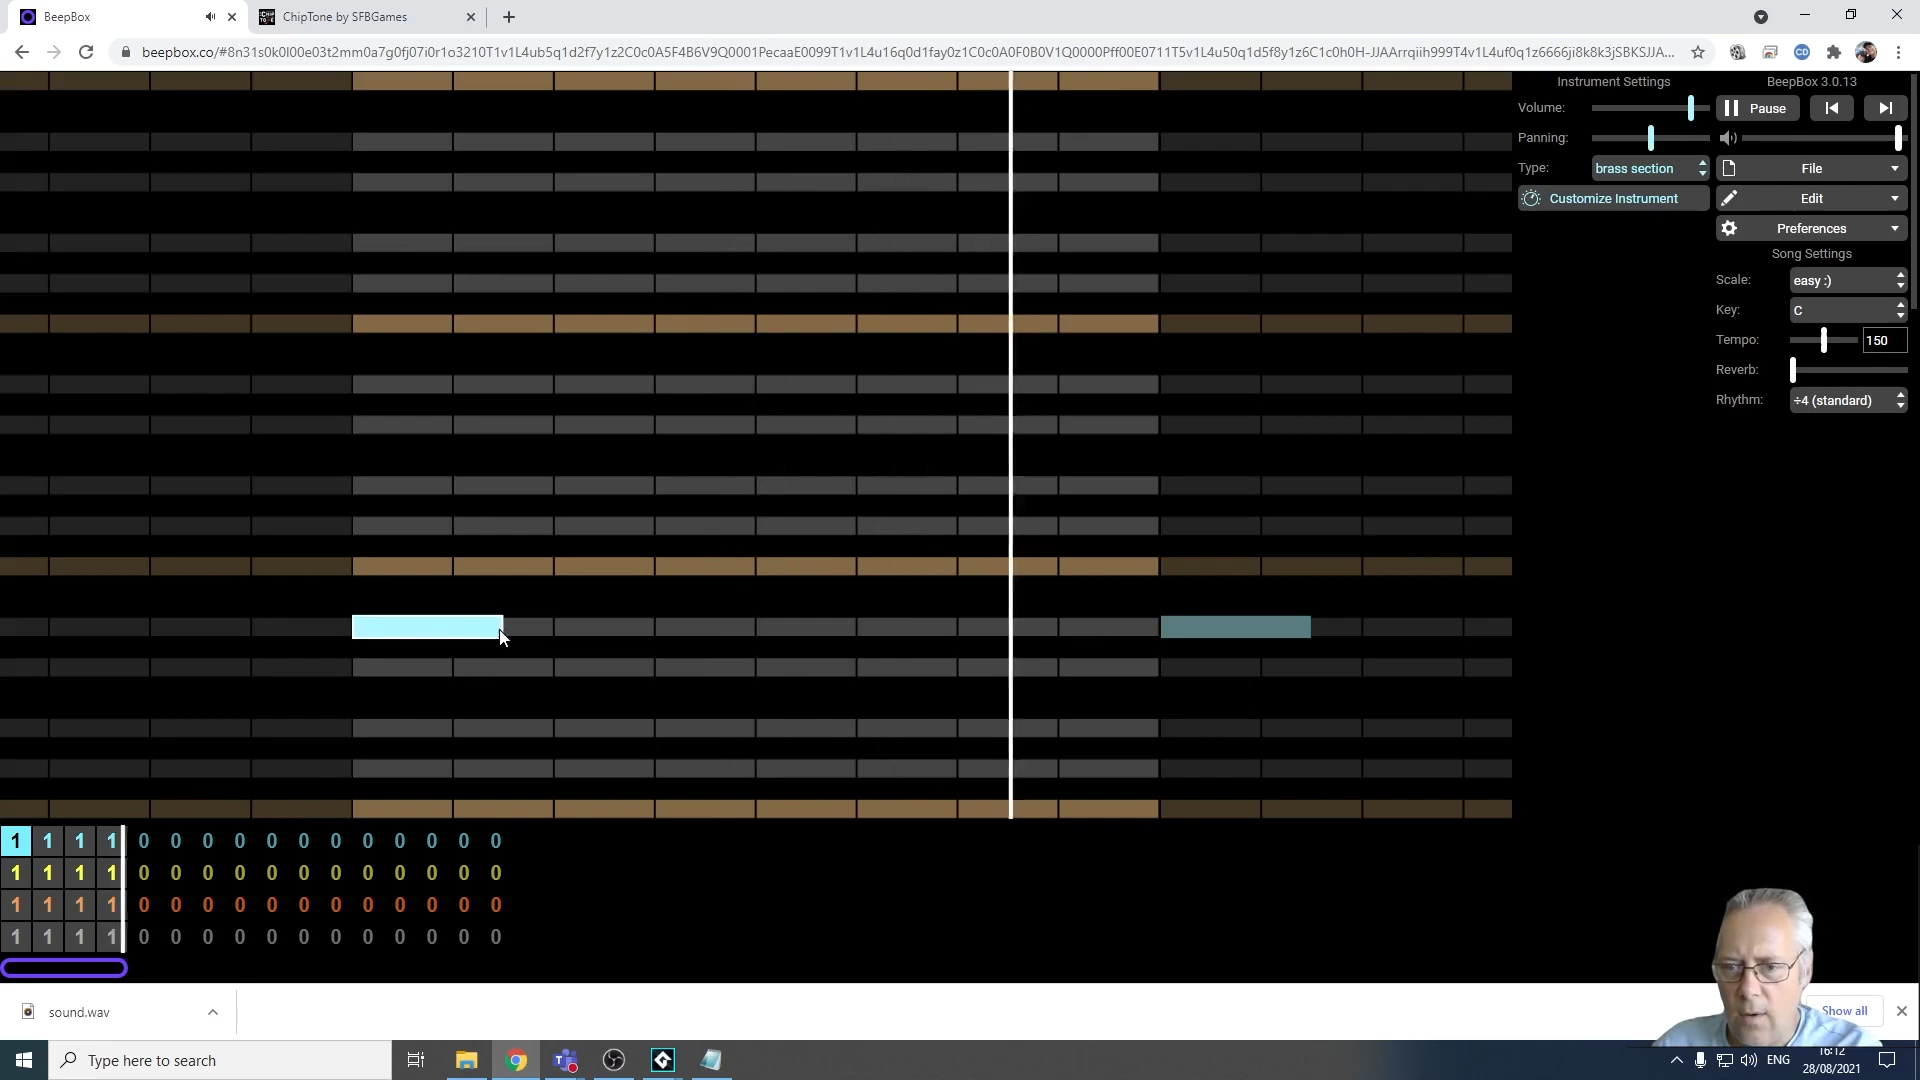 BeepBox
ChipTone by SFBGames
beepbox.co/#8n31s0k0l00e03t2mm0a7g0fj07i0r1o3210T1v1L4ub5q1d2f7y1z2C0c0A5F4B6V9Q0001PecaaE0099T1v1L4u16q0d1fay0z1C0c0A0F0B0V1Q0000Pff00E0711T5v1L4u50q1d5f8y1z6C1c0h0H-JJAArrqiih999T4v1L4uf0q1z6666ji8k8k3jSBKSJJA...
Instrument Settings
BeepBox 3.0.13
Volume:
Pause
Panning:
Type:
brass section
File
Customize Instrument
Edit
Preferences
Song Settings
Scale:
easy :)
Key:
C
Tempo:
150
Reverb:
Rhythm:
÷4 (standard)
1 1 1 1 0 0 0 0 0 0 0 0 0 0 0 0
1 1 1 1 0 0 0 0 0 0 0 0 0 0 0 0
1 1 1 1 0 0 0 0 0 0 0 0 0 0 0 0
1 1 1 1 0 0 0 0 0 0 0 0 0 0 0 0
sound.wav
Show all
Type here to search
ENG
16:12
28/08/2021